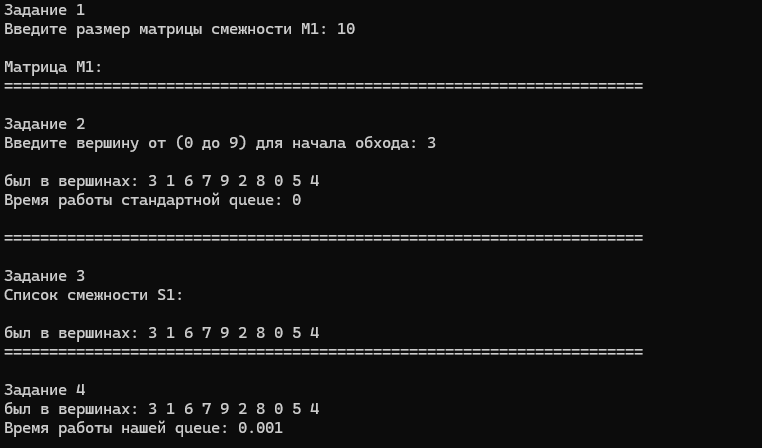 Задание 1
Введите размер матрицы смежности M1: 10
Матрица M1:
=======================================================================
Задание 2
Введите вершину от (0 до 9) для начала обхода: 3
был в вершинах: 3 1 6 7 9 2 8 0 5 4
Время работы стандартной queue: 0
=======================================================================
Задание 3
Список смежности S1:
был в вершинах: 3 1 6 7 9 2 8 0 5 4
=======================================================================
Задание 4
был в вершинах: 3 1 6 7 9 2 8 0 5 4
Время работы нашей queue: 0.001